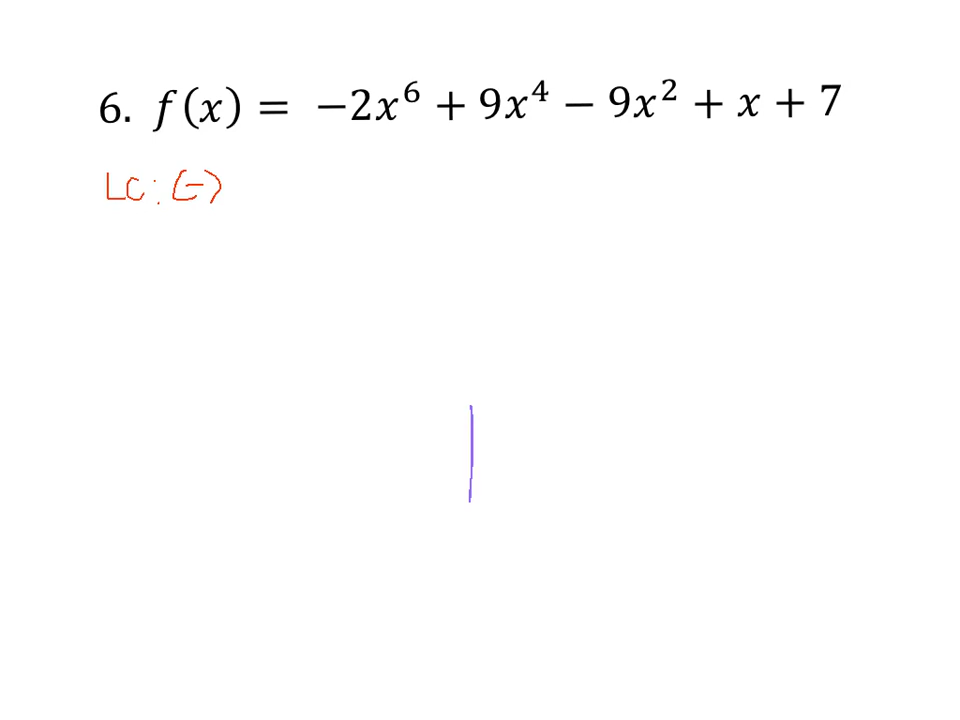 6. f(x) = −2x⁶ + 9x⁴ − 9x² + x + 7
LC: (-)